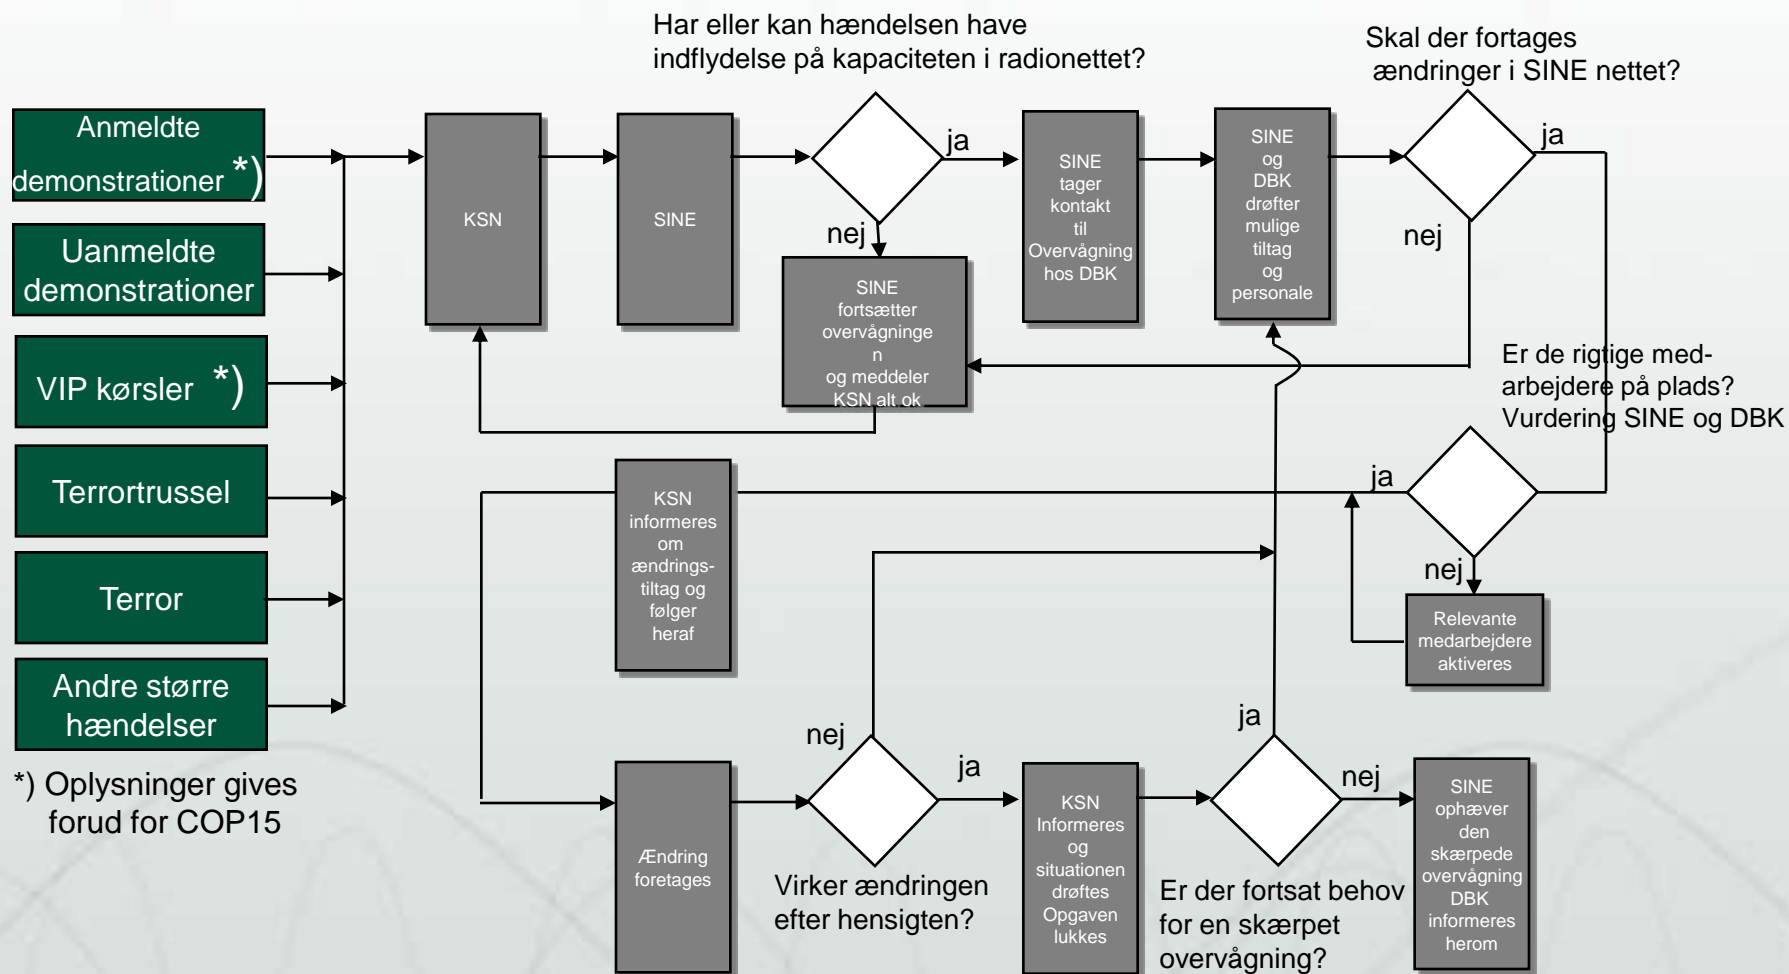 Har eller kan hændelsen have
indflydelse på kapaciteten i radionettet?
Skal der fortages
ændringer i SINE nettet?
Anmeldte
demonstrationer *)
Uanmeldte
demonstrationer
VIP kørsler *)
Terrortrussel
Terror
Andre større
hændelser
*) Oplysninger gives
forud for COP15
KSN
SINE
ja
nej
SINE
fortsætter
overvågninge
n
og meddeler
KSN alt ok
SINE
tager
kontakt
til
Overvågning
hos DBK
SINE
og
DBK
drøfter
mulige
tiltag
og
personale
ja
nej
Er de rigtige med-
arbejdere på plads?
Vurdering SINE og DBK
ja
nej
Relevante
medarbejdere
aktiveres
KSN
informeres
om
ændrings-
tiltag og
følger
heraf
Ændring
foretages
nej
ja
Virker ændringen
efter hensigten?
KSN
Informeres
og
situationen
drøftes
Opgaven
lukkes
ja
nej
Er der fortsat behov
for en skærpet
overvågning?
SINE
ophæver
den
skærpede
overvågning
DBK
informeres
herom